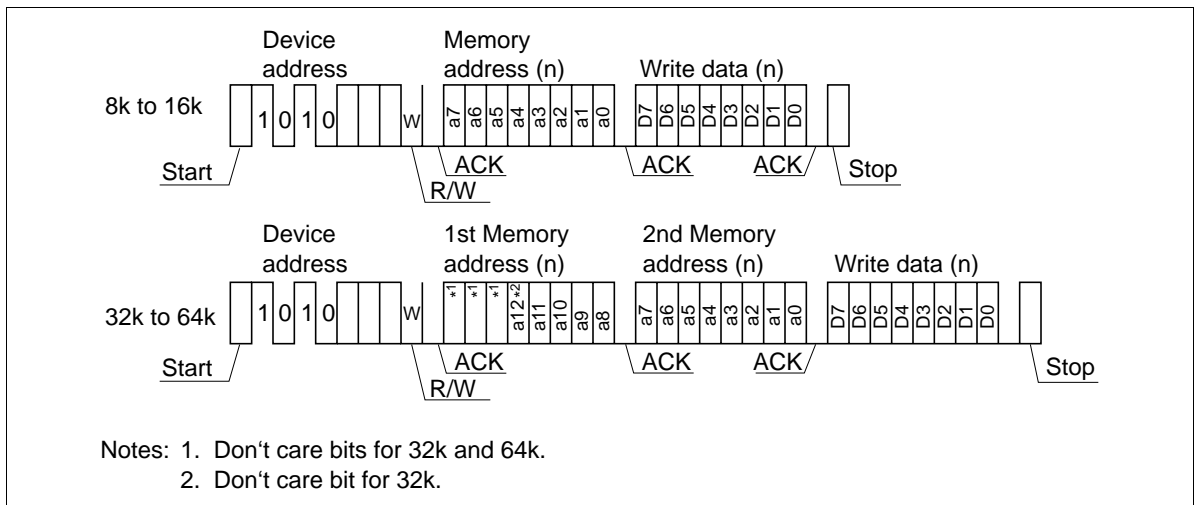 Device Memory
address address (n) Write data (n)
8k to 16k 1 0 1 0 W a7 a6 a5 a4 a3 a2 a1 a0 D7 D6 D5 D4 D3 D2 D1 D0
Start ACK ACK ACK Stop
R/W
Device 1st Memory 2nd Memory
address address (n) address (n) Write data (n)
32k to 64k 1 0 1 0 W *1 *1 *1 a12*2 a11 a10 a9 a8 a7 a6 a5 a4 a3 a2 a1 a0 D7 D6 D5 D4 D3 D2 D1 D0
Start ACK ACK ACK Stop
R/W
Notes: 1. Don't care bits for 32k and 64k.
2. Don't care bit for 32k.